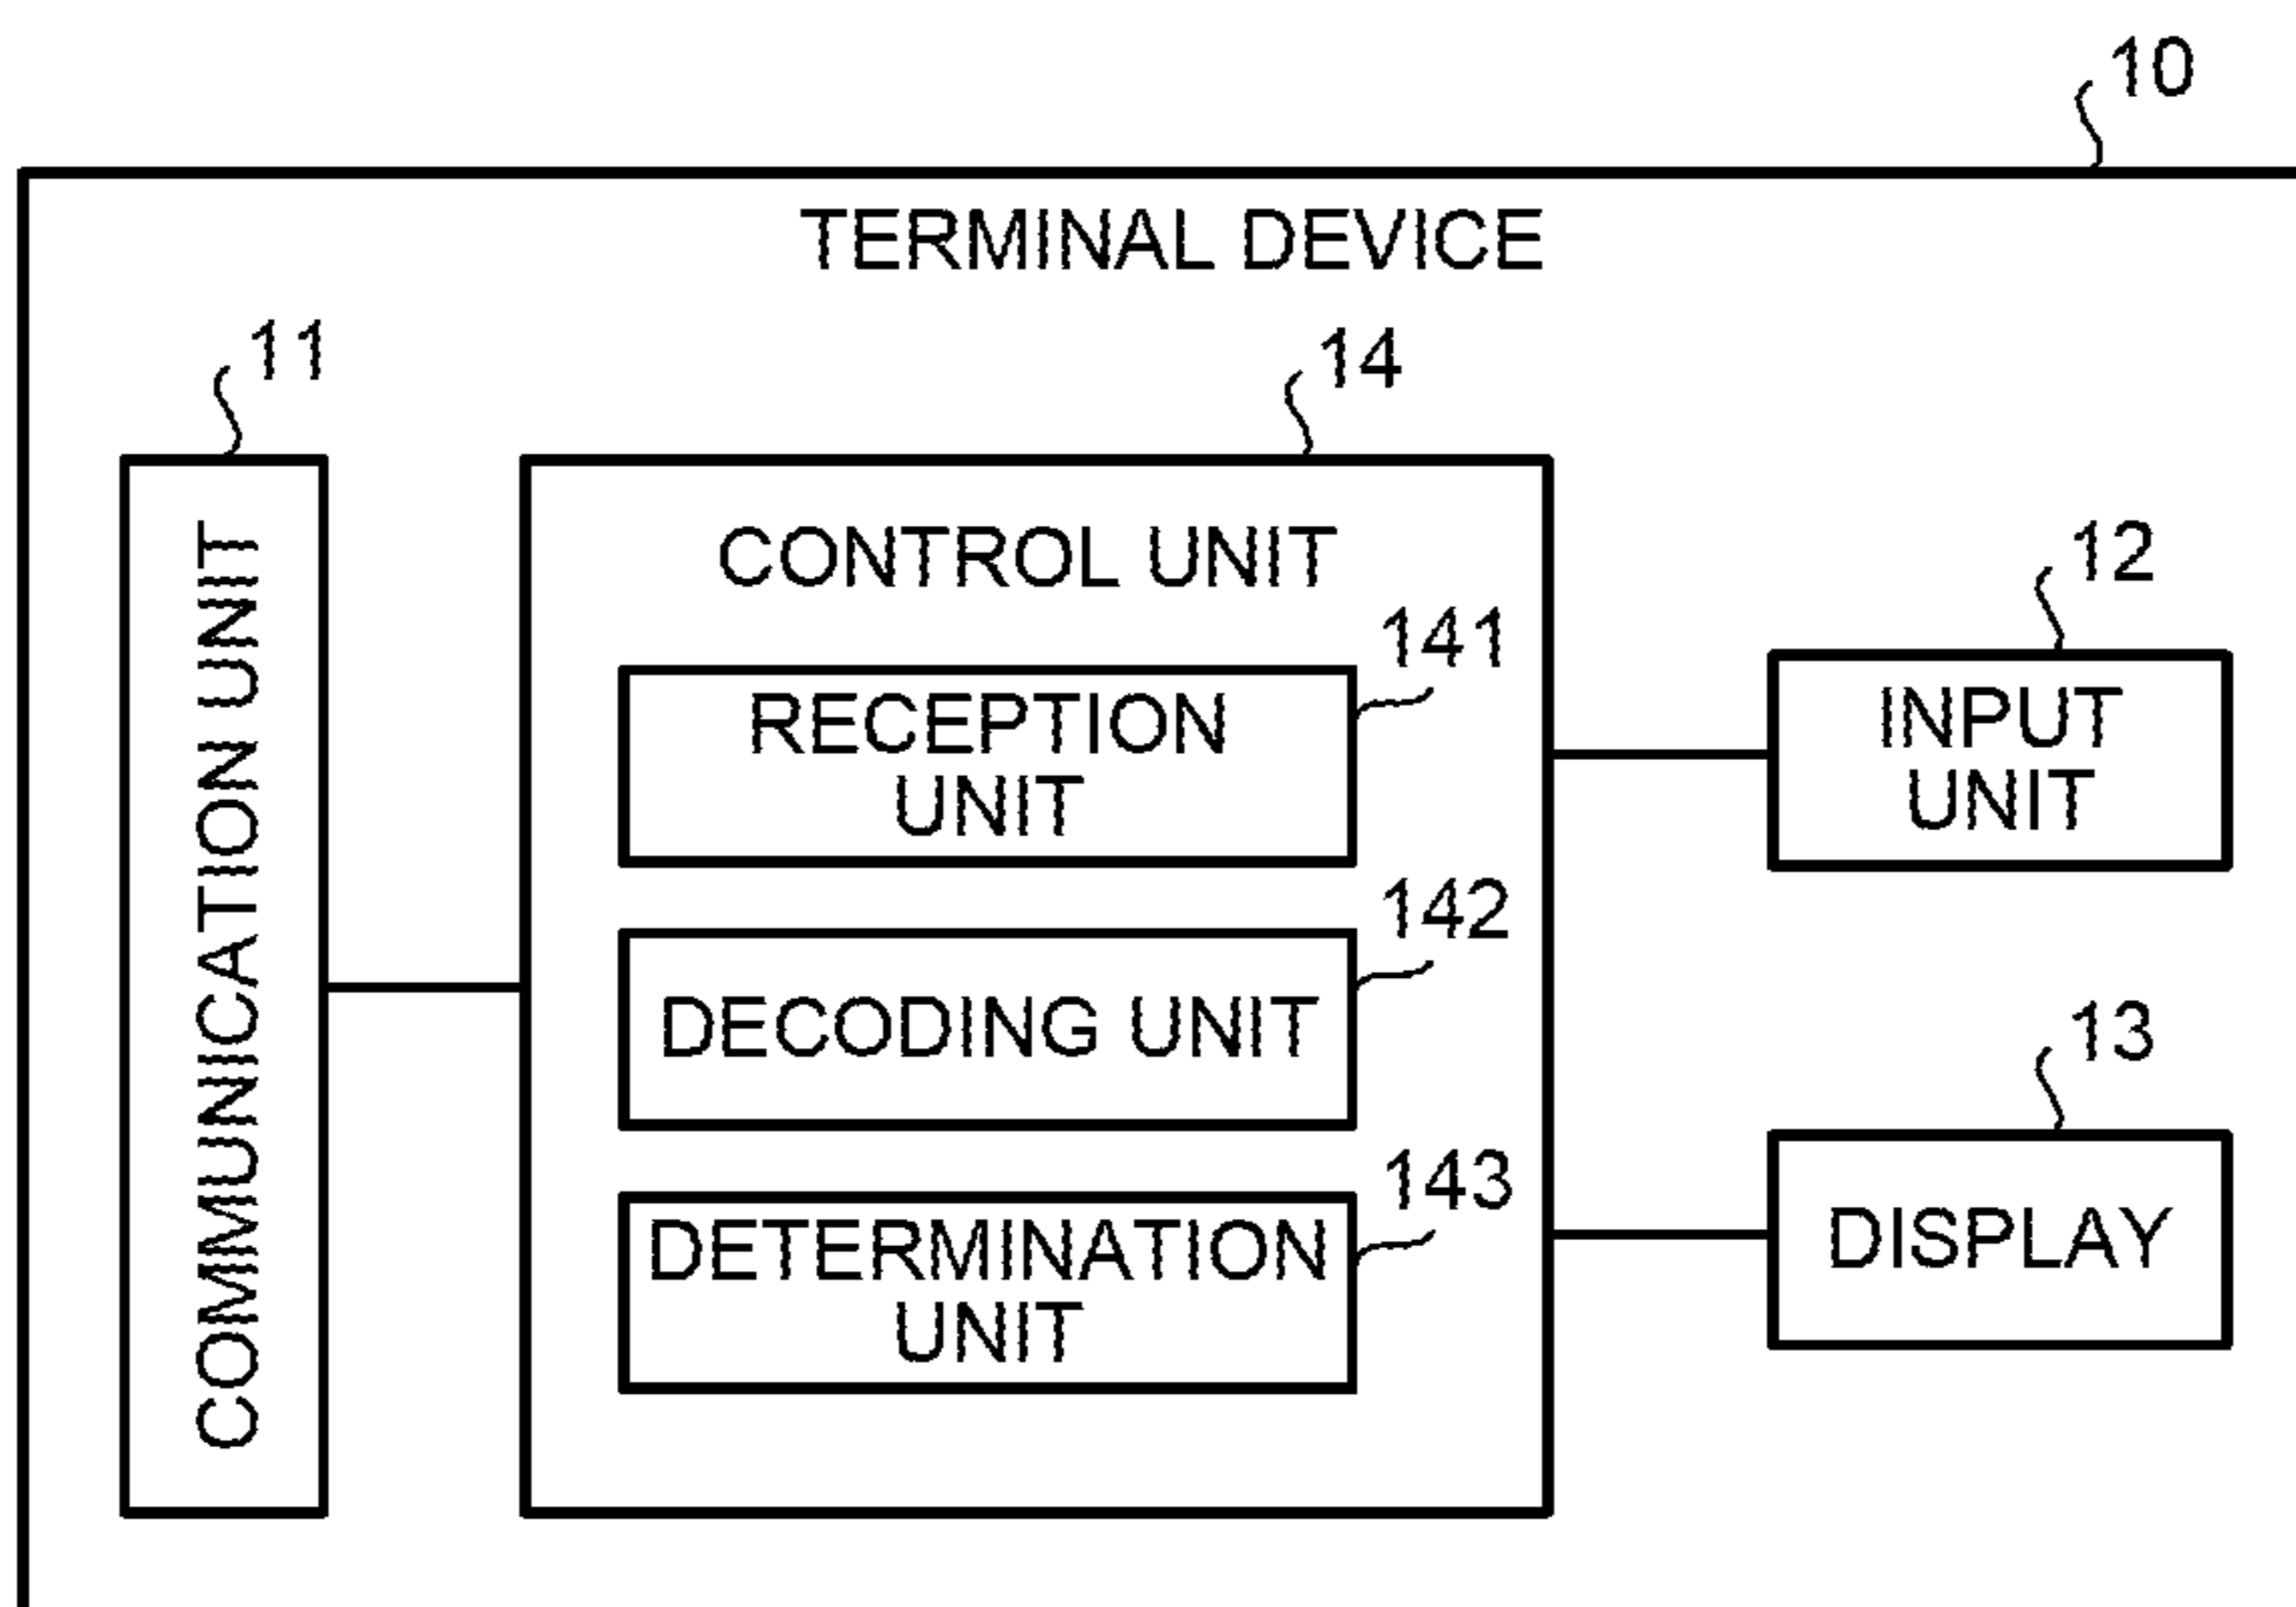 10
TERMINAL DEVICE
11
14
COMMUNICATION UNIT
CONTROL UNIT
141
RECEPTION
UNIT
142
DECODING UNIT
143
DETERMINATION
UNIT
12
INPUT
UNIT
13
DISPLAY